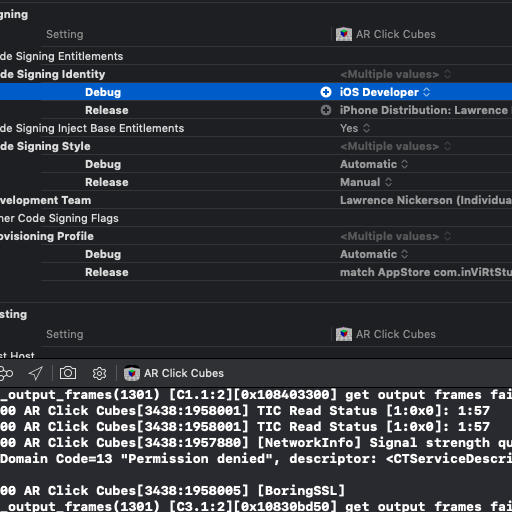 gning
Setting AR Click Cubes
de Signing Entitlements
de Signing Identity <Multiple values>
Debug iOS Developer
Release iPhone Distribution: Lawrence
de Signing Inject Base Entitlements Yes
de Signing Style <Multiple values>
Debug Automatic
Release Manual
velopment Team Lawrence Nickerson (Individua
her Code Signing Flags
ovisioning Profile <Multiple values>
Debug Automatic
Release match AppStore com.inViRtStu
sting
Setting AR Click Cubes
st Host
AR Click Cubes
_output_frames(1301) [C1.1:2][0x108403300] get output frames fai
00 AR Click Cubes[3438:1958001] TIC Read Status [1:0x0]: 1:57
00 AR Click Cubes[3438:1958001] TIC Read Status [1:0x0]: 1:57
00 AR Click Cubes[3438:1957880] [NetworkInfo] Signal strength qu
Domain Code=13 "Permission denied", descriptor: <CTServiceDescri
00 AR Click Cubes[3438:1958005] [BoringSSL]
_output_frames(1301) [C3.1:2][0x10830bd50] get output frames fai